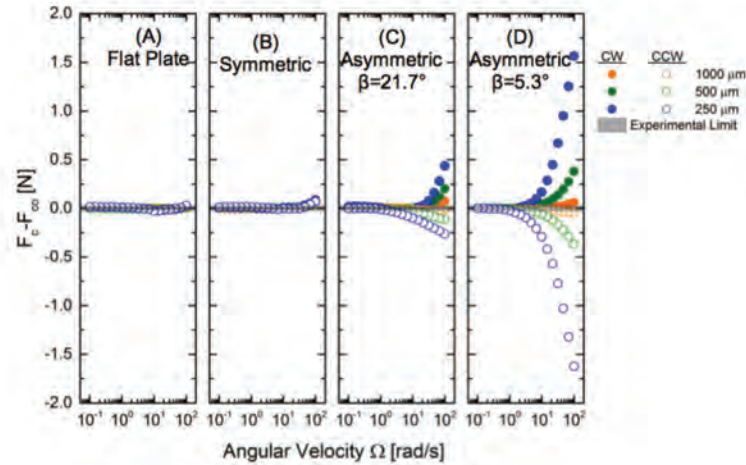 (A)
Flat Plate
(B)
Symmetric
(C)
Asymmetric
β=21.7°
(D)
Asymmetric
β=5.3°
CW CCW
1000 μm
500 μm
250 μm
Experimental Limit
F_c-F_∞ [N]
2.0
1.5
1.0
0.5
0.0
-0.5
-1.0
-1.5
-2.0
10⁻¹ 10⁰ 10¹ 10² 10⁻¹ 10⁰ 10¹ 10² 10⁻¹ 10⁰ 10¹ 10² 10⁻¹ 10⁰ 10¹ 10²
Angular Velocity Ω [rad/s]